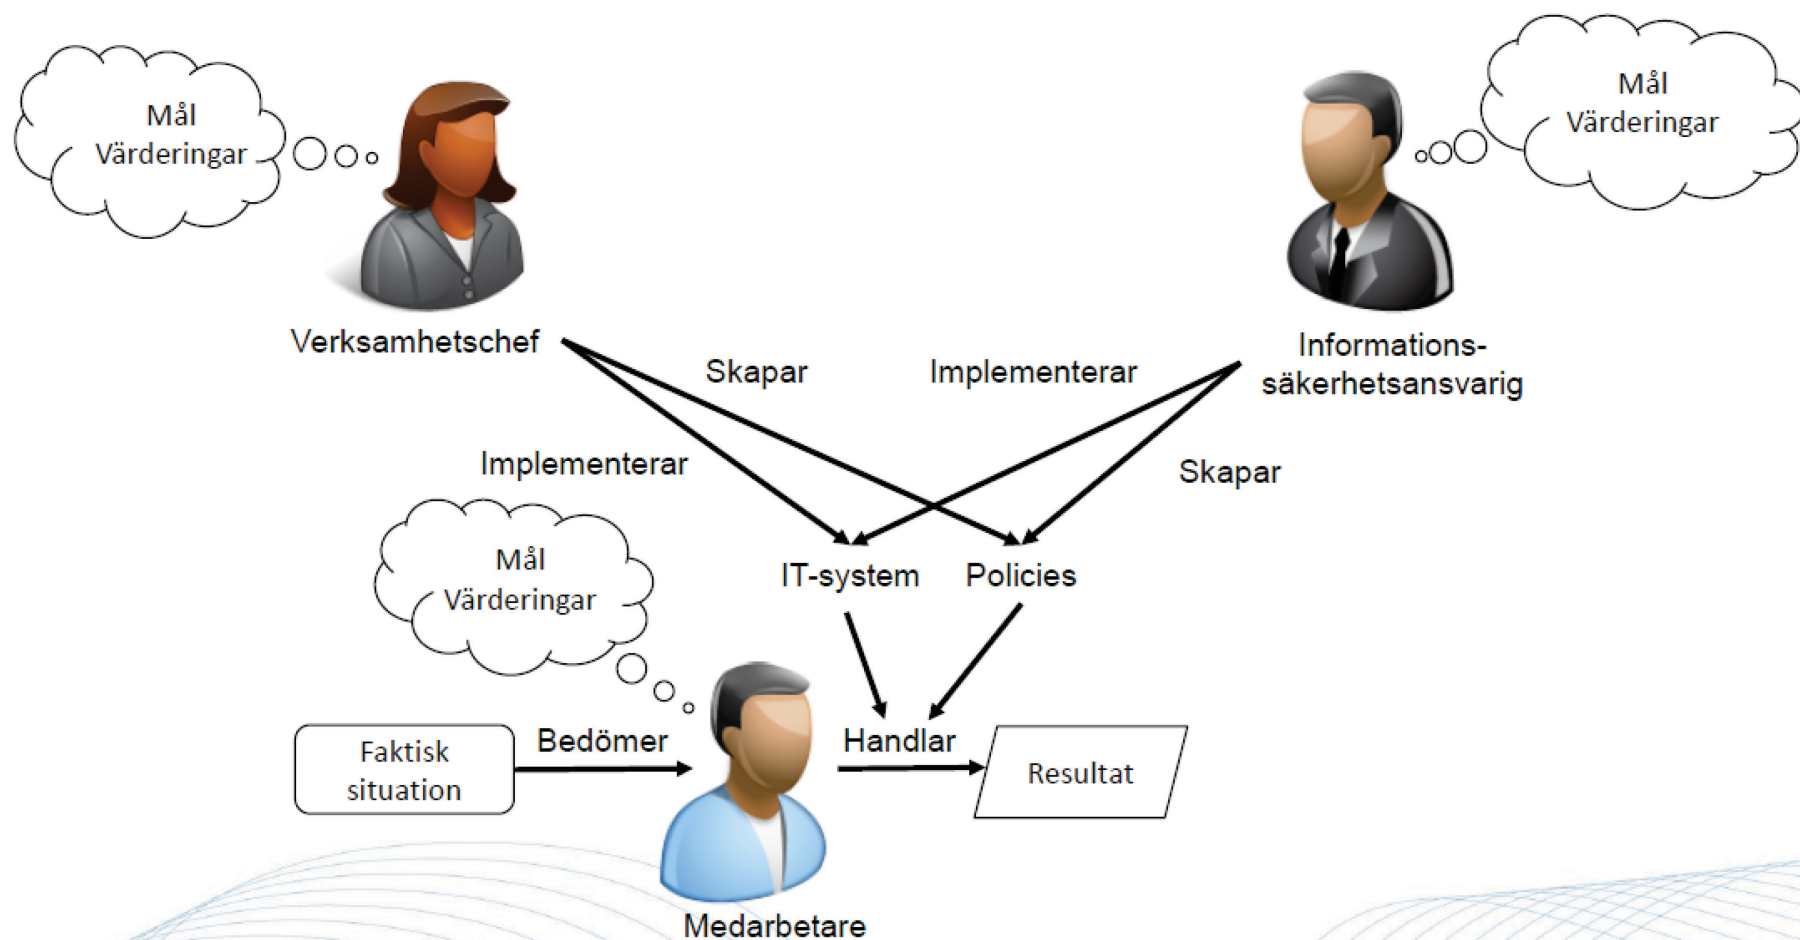 Mål
Värderingar
Mål
Värderingar
Verksamhetschef
Informations-
säkerhetsansvarig
Skapar
Implementerar
Implementerar
Skapar
IT-system
Policies
Mål
Värderingar
Faktisk
situation
Bedömer
Handlar
Resultat
Medarbetare